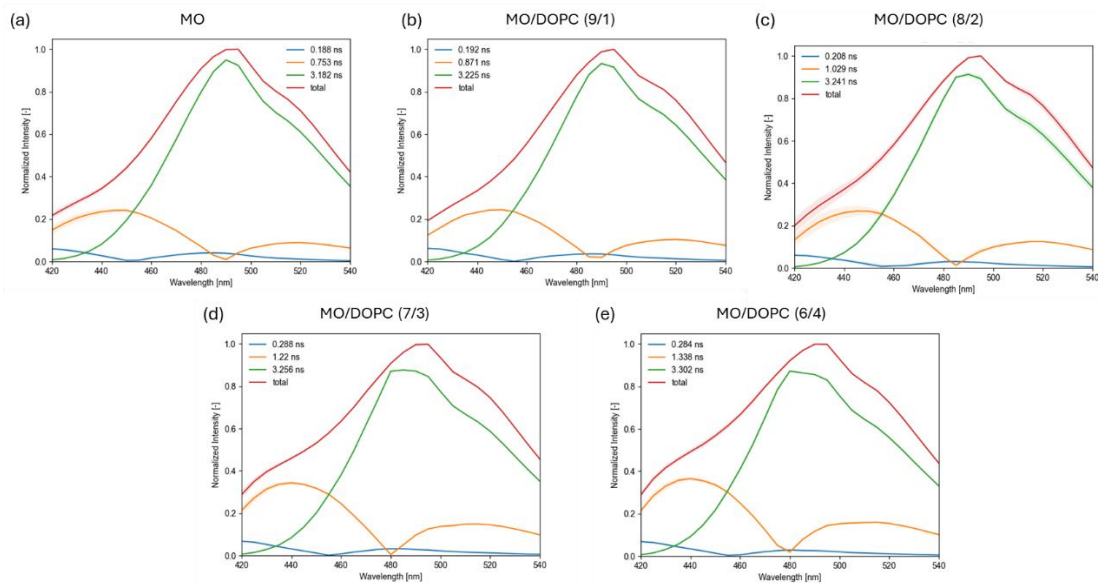 (a) MO
Normalized Intensity [-]
1.0
0.8
0.6
0.4
0.2
0.0
0.188 ns
0.753 ns
3.182 ns
total
420 440 460 480 500 520 540
Wavelength [nm]
(b) MO/DOPC (9/1)
Normalized Intensity [-]
1.0
0.8
0.6
0.4
0.2
0.0
0.192 ns
0.871 ns
3.225 ns
total
420 440 460 480 500 520 540
Wavelength [nm]
(c) MO/DOPC (8/2)
Normalized Intensity [-]
1.0
0.8
0.6
0.4
0.2
0.0
0.208 ns
1.029 ns
3.241 ns
total
420 440 460 480 500 520 540
Wavelength [nm]
(d) MO/DOPC (7/3)
Normalized Intensity [-]
1.0
0.8
0.6
0.4
0.2
0.0
0.288 ns
1.22 ns
3.256 ns
total
420 440 460 480 500 520 540
Wavelength [nm]
(e) MO/DOPC (6/4)
Normalized Intensity [-]
1.0
0.8
0.6
0.4
0.2
0.0
0.284 ns
1.338 ns
3.302 ns
total
420 440 460 480 500 520 540
Wavelength [nm]